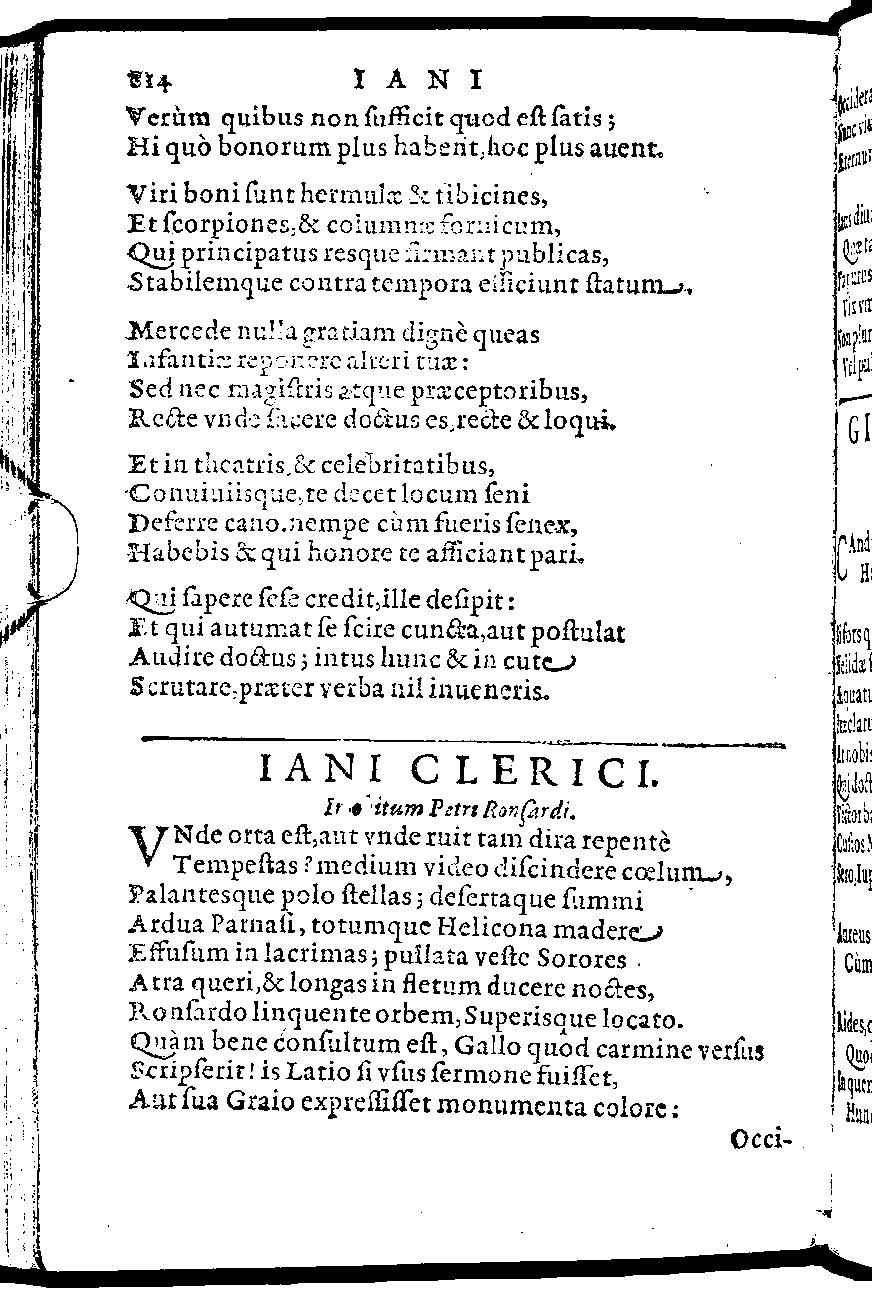 814 IANI
Verùm quibus non ſufficit quod eſt ſatis;
Hi quò bonorum plus habent, hoc plus auent.
Viri boni ſunt hermulæ & tibicines,
Et ſcorpiones, & columnæ fornicum,
Qui principatus resque firmant publicas,
Stabilemque contra tempora efficiunt ſtatum.
Mercede nulla gratiam dignè queas
Infantiæ reponere altori tuæ:
Sed nec magiſtris atque præceptoribus,
Recte vnde facere doctus es, recte & loqui.
Et in theatris, & celebritatibus,
Conuiuiisque, te decet locum ſeni
Deferre cano. nempe cùm fueris ſenex,
Habebis & qui honore te afficiant pari.
Qui ſapere ſeſe credit, ille deſipit:
Et qui autumat ſe ſcire cuncta, aut poſtulat
Audire doctus; intus hunc & in cute
Scrutare, præter verba nil inueneris.
IANI CLERICI.
In obitum Petri Ronſardi.
VNde orta eſt, aut vnde ruit tam dira repentè
Tempeſtas? medium video diſcindere cœlum,
Palantesque polo ſtellas; deſertaque ſummi
Ardua Parnaſi, totumque Helicona madere
Effuſum in lacrimas; pullata veſte Sorores
Atra queri, & longas in fletum ducere noctes,
Ronſardo linquente orbem, Superisque locato.
Quàm bene conſultum eſt, Gallo quòd carmine verſus
Scripſerit! is Latio ſi vſus ſermone fuiſſet,
Aut ſua Graio expreſſiſſet monumenta colore:
Occi-